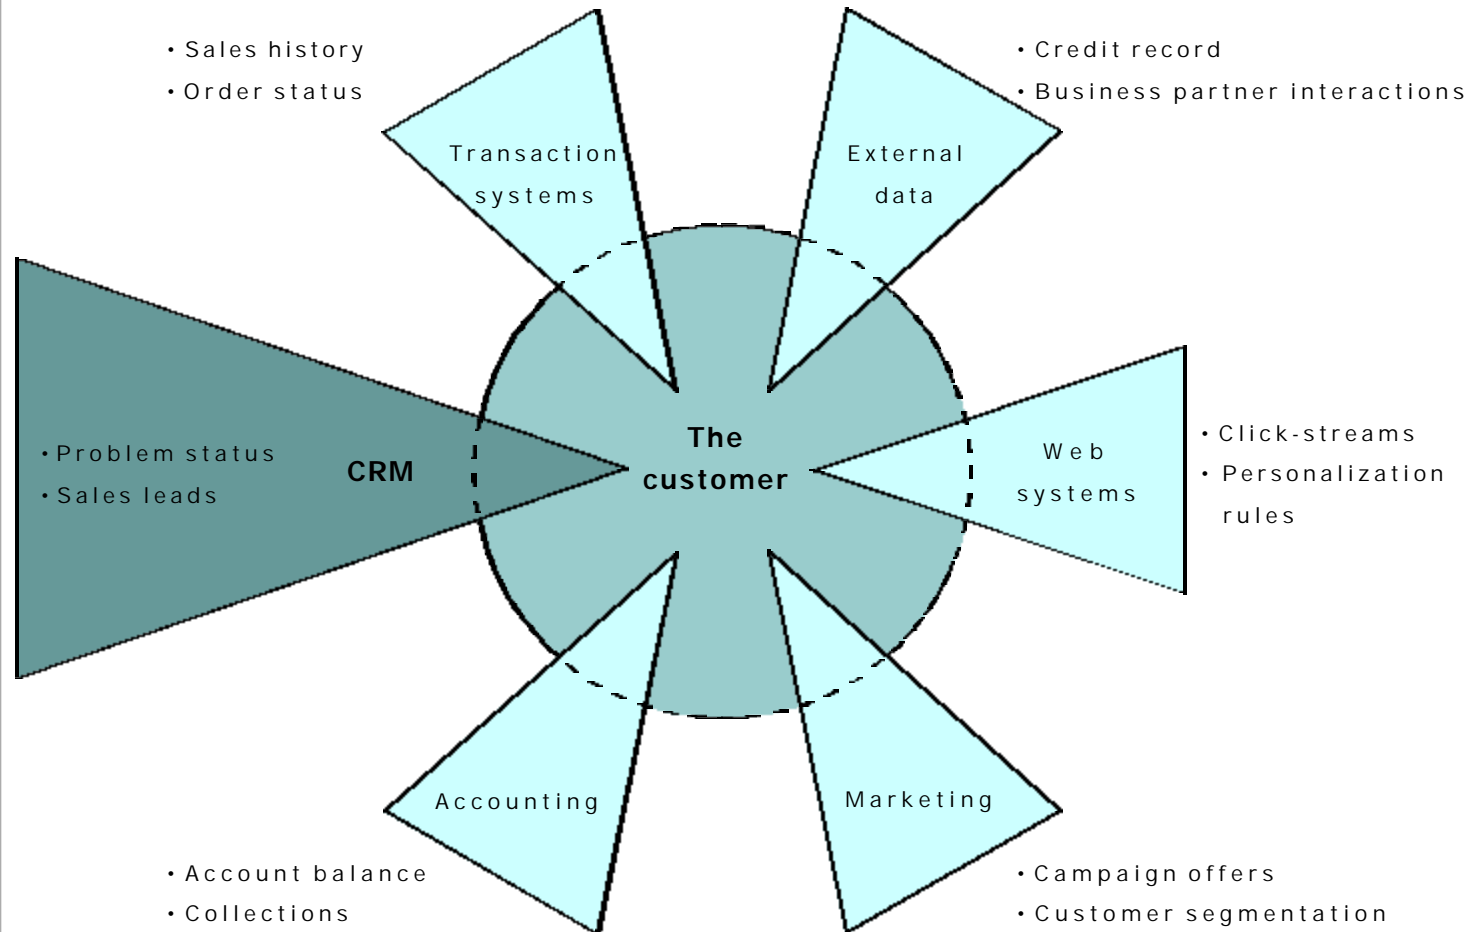 • Sales history
• Order status
• Credit record
• Business partner interactions
Transaction
systems
External
data
• Problem status
• Sales leads
CRM
The
customer
Web
systems
• Click-streams
• Personalization
rules
Accounting
Marketing
• Account balance
• Collections
• Campaign offers
• Customer segmentation